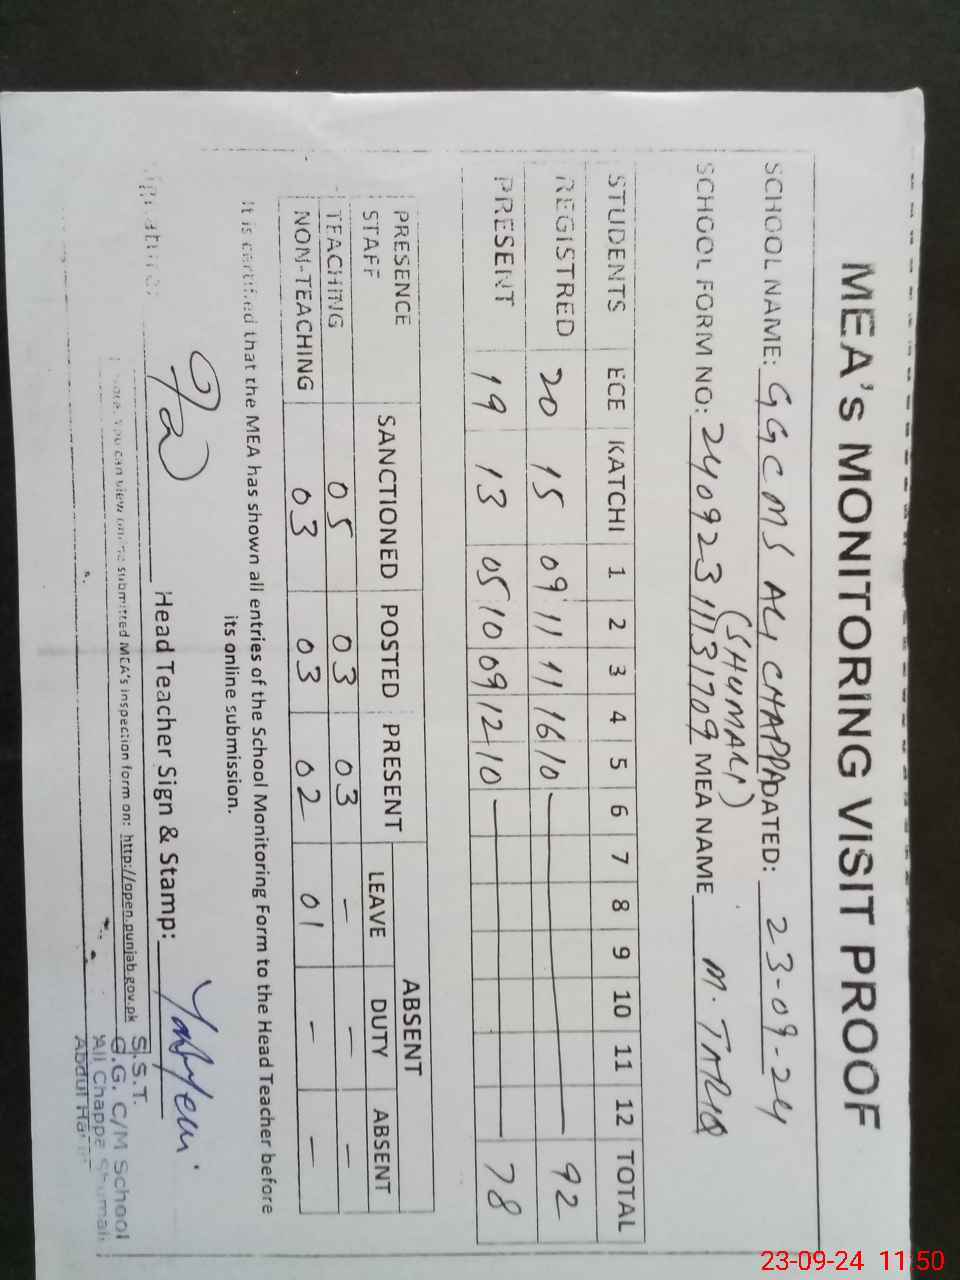 MEA's MONITORING VISIT PROOF
SCHOOL NAME: GGCMS ALI CHAPPA DATED: 23-09-24
(SHUMALI)
SCHOOL FORM NO: 24092311131709 MEA NAME M. TARIQ
STUDENTS ECE KATCHI 1 2 3 4 5 6 7 8 9 10 11 12 TOTAL
REGISTRED 20 15 09 11 11 16 10 92
PRESENT 19 13 05 10 09 12 10 78
PRESENCE SANCTIONED POSTED PRESENT ABSENT
STAFF LEAVE DUTY ABSENT
TEACHING 05 03 03 - - -
NON-TEACHING 03 03 02 01 - -
It is certified that the MEA has shown all entries of the School Monitoring Form to the Head Teacher before
its online submission.
Head Teacher Sign & Stamp:
You can view online submitted MEA's inspection form on: http://open.punjab.gov.pk
S.S.T.
G.G. C/M School
Ali Chappa Shumali
Abdul
23-09-24 11:50